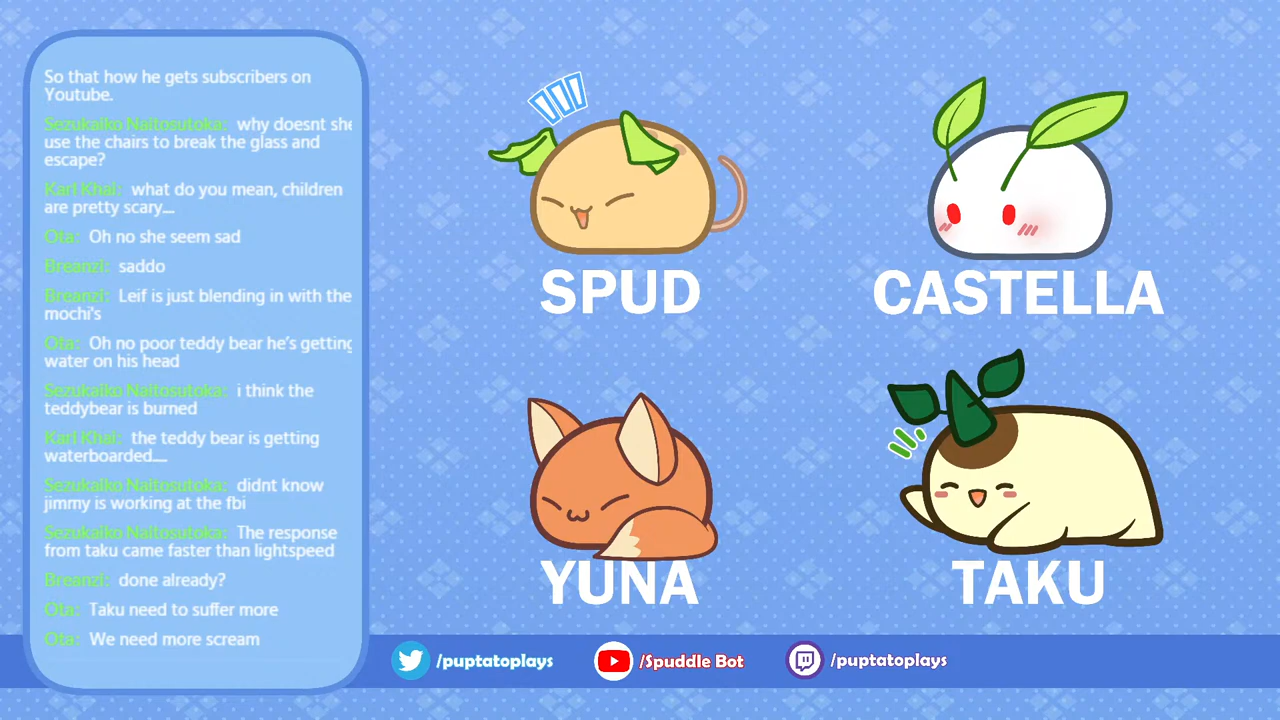 So that how he gets subscribers on
Youtube.
Sezukaiko Naitosutoka: why doesnt she
use the chairs to break the glass and
escape?
Karl Khal: what do you mean, children
are pretty scary....
Ota: Oh no she seem sad
Breanzi: saddo
Breanzi: Leif is just blending in with the
mochi's
Ota: Oh no poor teddy bear he's getting
water on his head
Sezukaiko Naitosutoka: i think the
teddybear is burned
Karl Khal: the teddy bear is getting
waterboarded....
Sezukaiko Naitosutoka: didnt know
jimmy is working at the fbi
Sezukaiko Naitosutoka: The response
from taku came faster than lightspeed
Breanzi: done already?
Ota: Taku need to suffer more
Ota: We need more scream
SPUD
CASTELLA
YUNA
TAKU
/puptatoplays
/Spuddle Bot
/puptatoplays